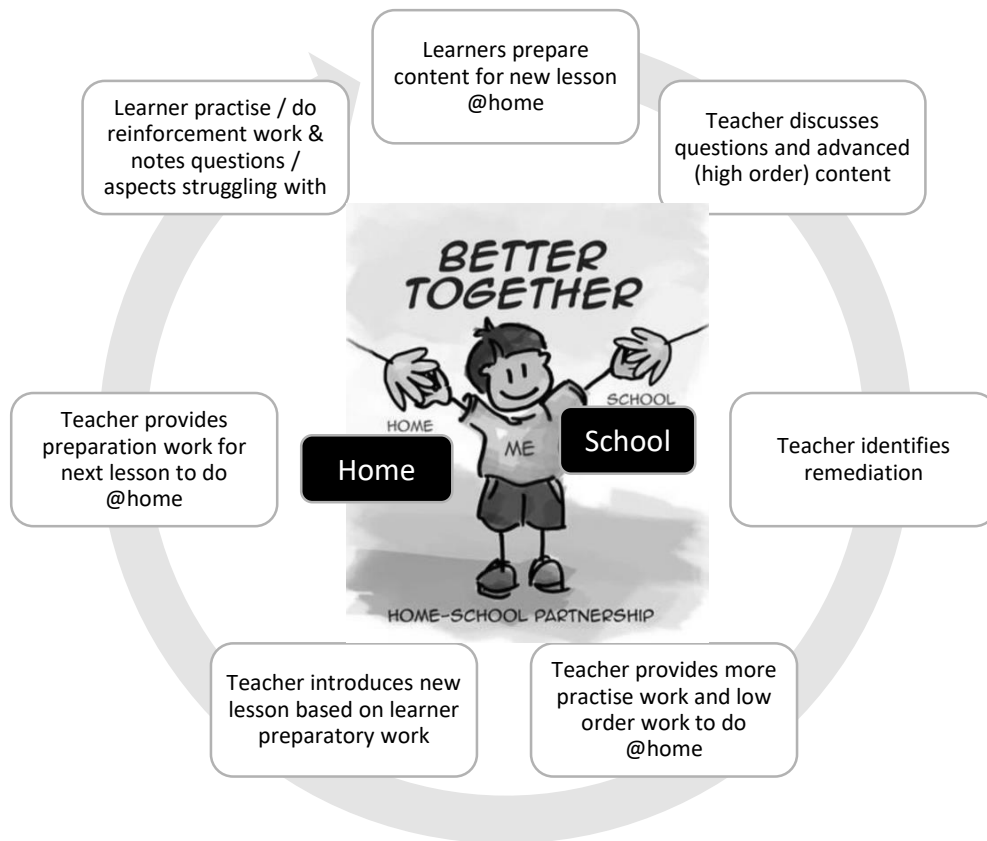 Learners prepare
content for new lesson
@home
Teacher discusses
questions and advanced
(high order) content
Teacher identifies
remediation
Teacher provides more
practise work and low
order work to do
@home
Teacher introduces new
lesson based on learner
preparatory work
Teacher provides
preparation work for
next lesson to do
@home
Learner practise / do
reinforcement work &
notes questions /
aspects struggling with
BETTER
TOGETHER
HOME
SCHOOL
ME
Home
School
HOME-SCHOOL PARTNERSHIP